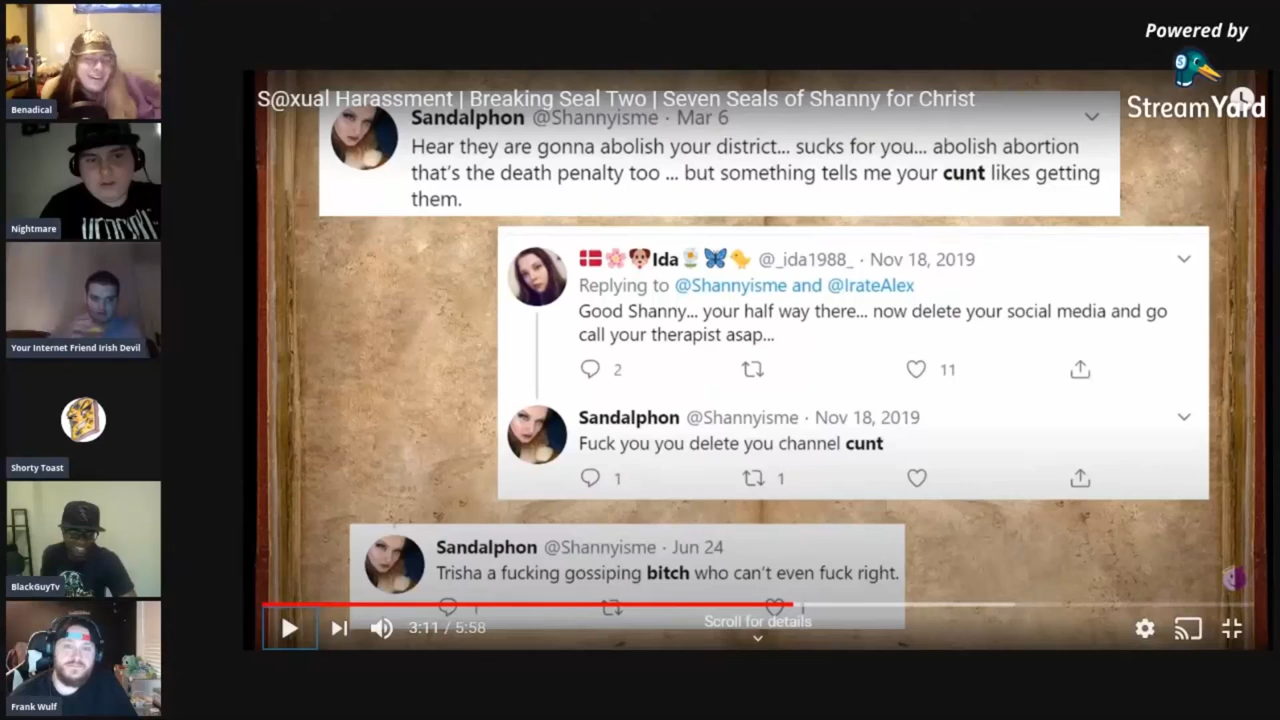 Powered by
StreamYard
S@xual Harassment | Breaking Seal Two | Seven Seals of Shanny for Christ
Sandalphon @Shannyisme · Mar 6
Hear they are gonna abolish your district... sucks for you... abolish abortion
that's the death penalty too ... but something tells me your cunt likes getting
them.
Ida @_ida1988_ · Nov 18, 2019
Replying to @Shannyisme and @IrateAlex
Good Shanny... your half way there... now delete your social media and go
call your therapist asap...
2 11
Sandalphon @Shannyisme · Nov 18, 2019
Fuck you you delete you channel cunt
1 1
Sandalphon @Shannyisme · Jun 24
Trisha a fucking gossiping bitch who can't even fuck right.
1 1
3:11 / 5:58
Scroll for details
Benadical
Nightmare
Your Internet Friend Irish Devil
Shorty Toast
BlackGuyTv
Frank Wulf